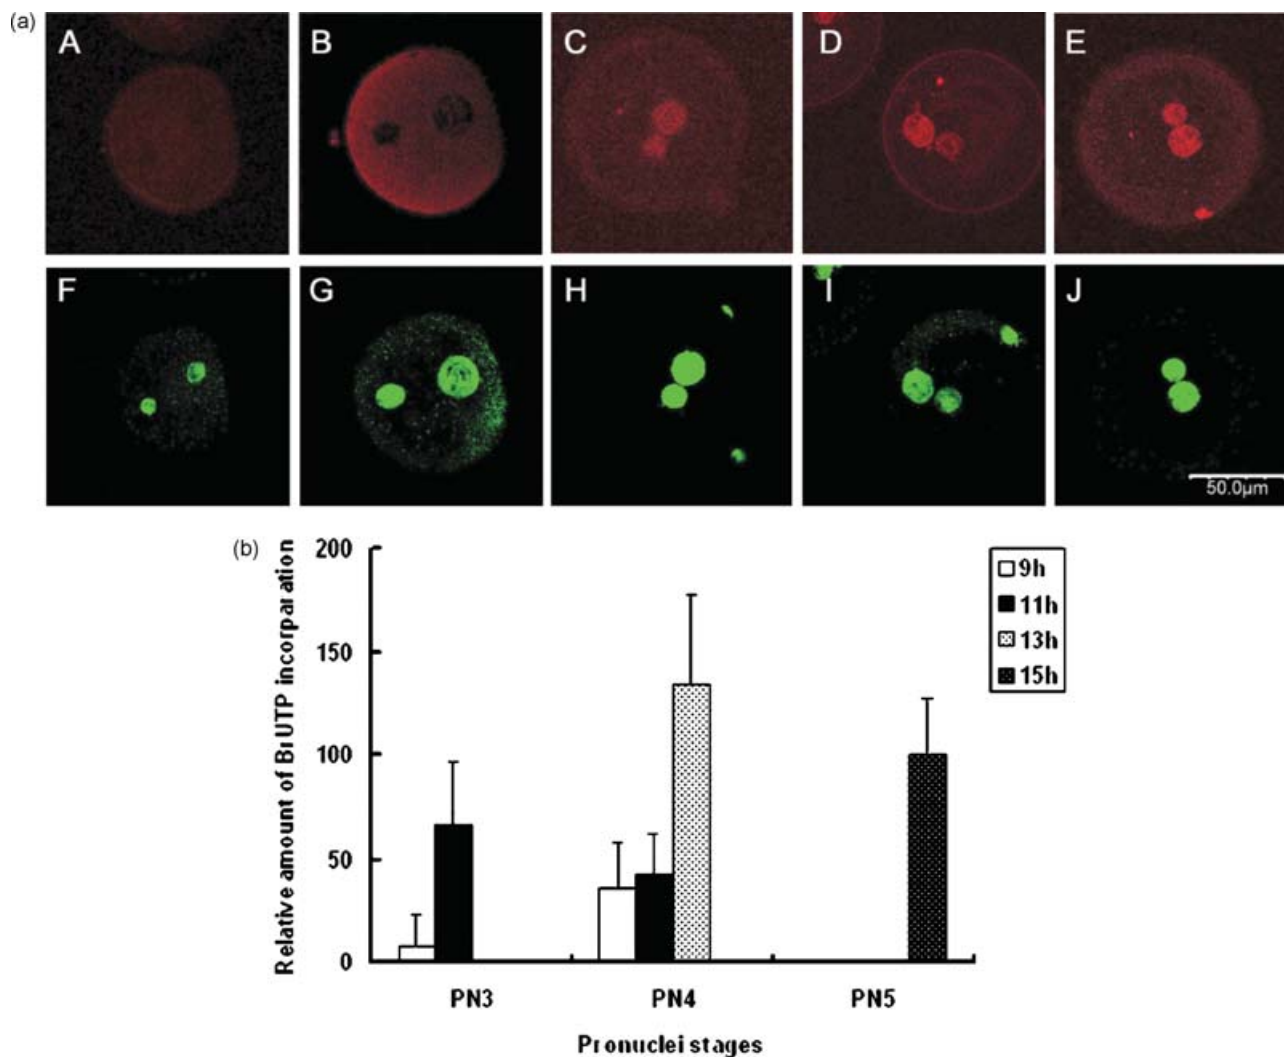 (a)
A B C D E
F G H I J
50.0µm
(b)
Relative amount of BrUTP incorparation
200
150
100
50
0
9h
11h
13h
15h
PN3 PN4 PN5
Pronuclei stages